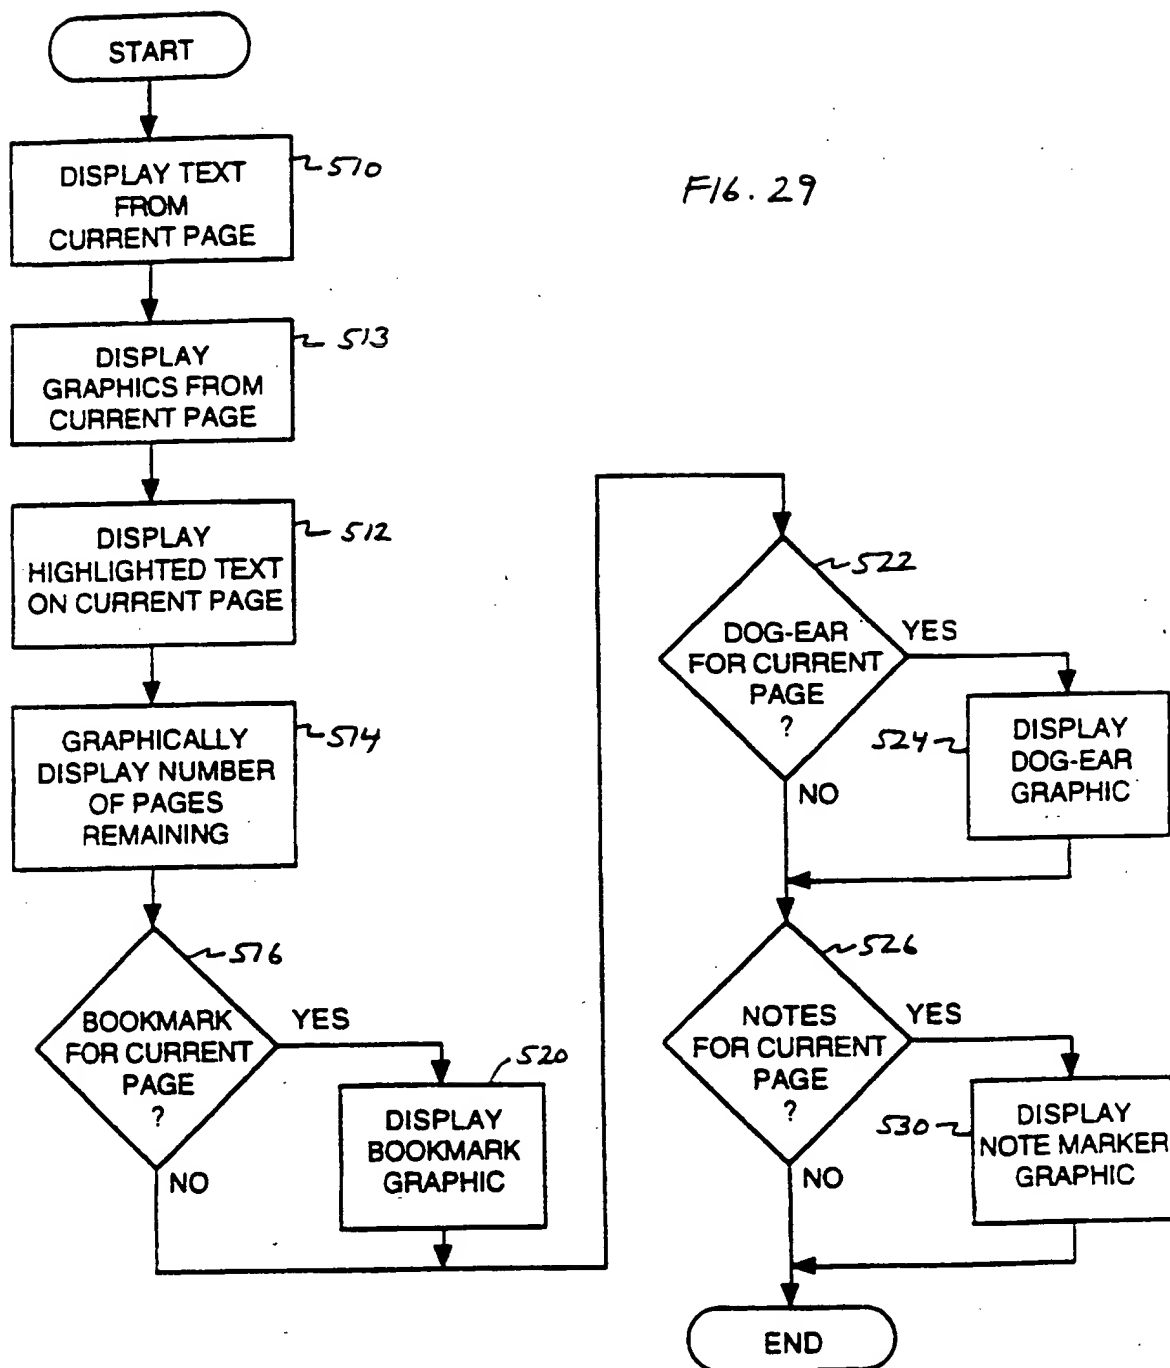 START
DISPLAY TEXT
FROM
CURRENT PAGE
510
FIG. 29
DISPLAY
GRAPHICS FROM
CURRENT PAGE
513
DISPLAY
HIGHLIGHTED TEXT
ON CURRENT PAGE
512
GRAPHICALLY
DISPLAY NUMBER
OF PAGES
REMAINING
514
BOOKMARK
FOR CURRENT
PAGE
?
516
YES
NO
DISPLAY
BOOKMARK
GRAPHIC
520
DOG-EAR
FOR CURRENT
PAGE
?
522
YES
NO
DISPLAY
DOG-EAR
GRAPHIC
524
NOTES
FOR CURRENT
PAGE
?
526
YES
NO
DISPLAY
NOTE MARKER
GRAPHIC
530
END